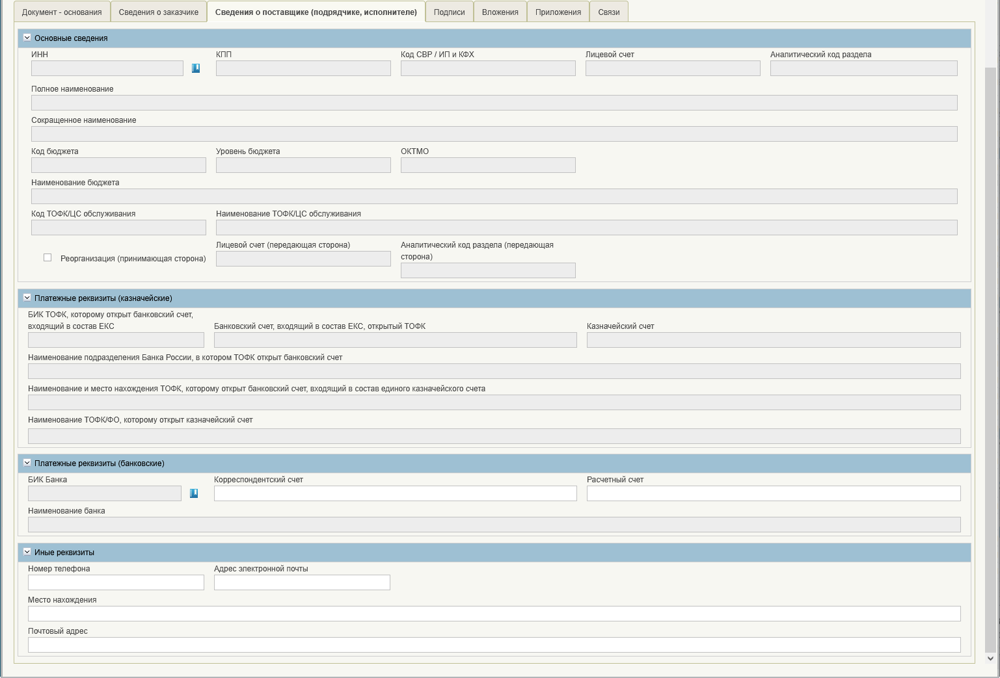 Документ - основания
Сведения о заказчике
Сведения о поставщике (подрядчике, исполнителе)
Подписи
Вложения
Приложения
Связи
Основные сведения
ИНН
КПП
Код СВР / ИП и КФХ
Лицевой счет
Аналитический код раздела
Полное наименование
Сокращенное наименование
Код бюджета
Уровень бюджета
ОКТМО
Наименование бюджета
Код ТОФК/ЦС обслуживания
Наименование ТОФК/ЦС обслуживания
Реорганизация (принимающая сторона)
Лицевой счет (передающая сторона)
Аналитический код раздела (передающая
сторона)
Платежные реквизиты (казначейские)
БИК ТОФК, которому открыт банковский счет,
входящий в состав ЕКС
Банковский счет, входящий в состав ЕКС, открытый ТОФК
Казначейский счет
Наименование подразделения Банка России, в котором ТОФК открыт банковский счет
Наименование и место нахождения ТОФК, которому открыт банковский счет, входящий в состав единого казначейского счета
Наименование ТОФК/ФО, которому открыт казначейский счет
Платежные реквизиты (банковские)
БИК Банка
Корреспондентский счет
Расчетный счет
Наименование банка
Иные реквизиты
Номер телефона
Адрес электронной почты
Место нахождения
Почтовый адрес